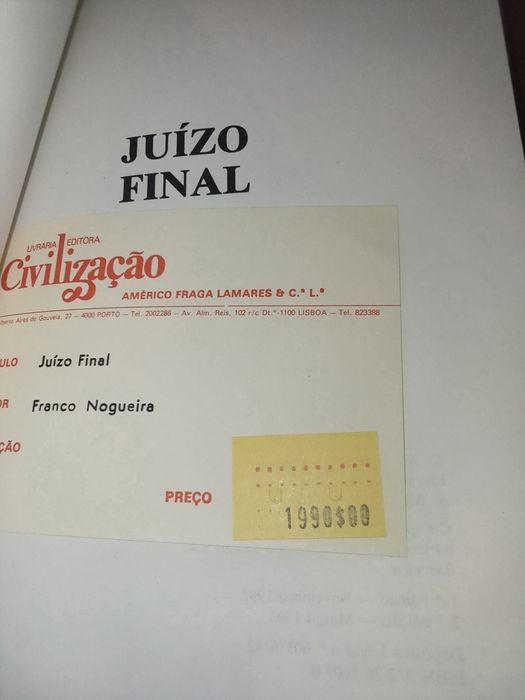 JUÍZO
FINAL
LIVRARIA EDITORA
Civilização
AMÉRICO FRAGA LAMARES & C.ª L.ª
Alberto Aires de Gouveia, 27 - 4000 PORTO - Tel. 2002286 - Av. Alm. Reis, 102 r/c Dt.º-1100 LISBOA - Tel. 823388
ULO Juízo Final
OR Franco Nogueira
ÇÃO
PREÇO
1990$00